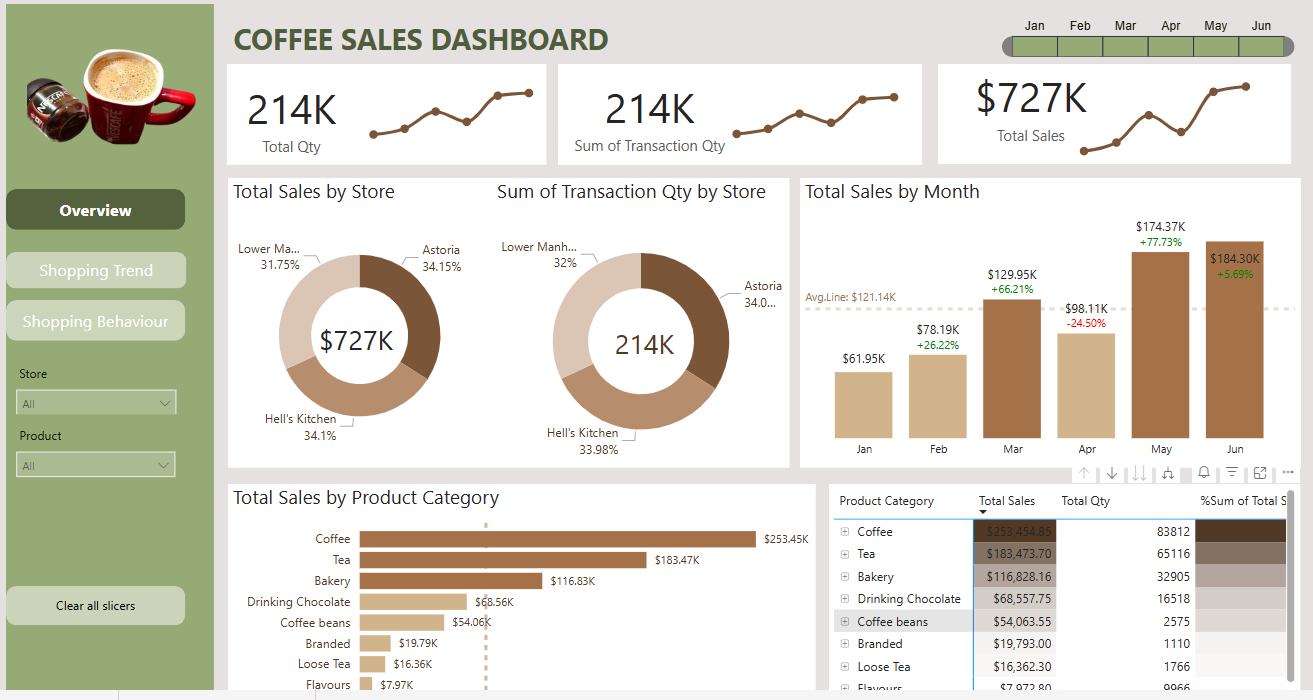 COFFEE SALES DASHBOARD
Jan Feb Mar Apr May Jun
214K
Total Qty
214K
Sum of Transaction Qty
$727K
Total Sales
Overview
Shopping Trend
Shopping Behaviour
Store
All
Product
All
Clear all slicers
Total Sales by Store
Lower Ma...
31.75%
Astoria
34.15%
$727K
Hell's Kitchen
34.1%
Sum of Transaction Qty by Store
Lower Manh...
32%
Astoria
34.0...
214K
Hell's Kitchen
33.98%
Total Sales by Month
Avg.Line: $121.14K
$61.95K
$78.19K
+26.22%
$129.95K
+66.21%
$98.11K
-24.50%
$174.37K
+77.73%
$184.30K
+5.69%
Jan Feb Mar Apr May Jun
Total Sales by Product Category
Coffee $253.45K
Tea $183.47K
Bakery $116.83K
Drinking Chocolate $68.56K
Coffee beans $54.06K
Branded $19.79K
Loose Tea $16.36K
Flavours $7.97K
Product Category Total Sales Total Qty %Sum of Total S
Coffee $253,454.85 83812
Tea $183,473.70 65116
Bakery $116,828.16 32905
Drinking Chocolate $68,557.75 16518
Coffee beans $54,063.55 2575
Branded $19,793.00 1110
Loose Tea $16,362.30 1766
Flavours $7,972.80 9966